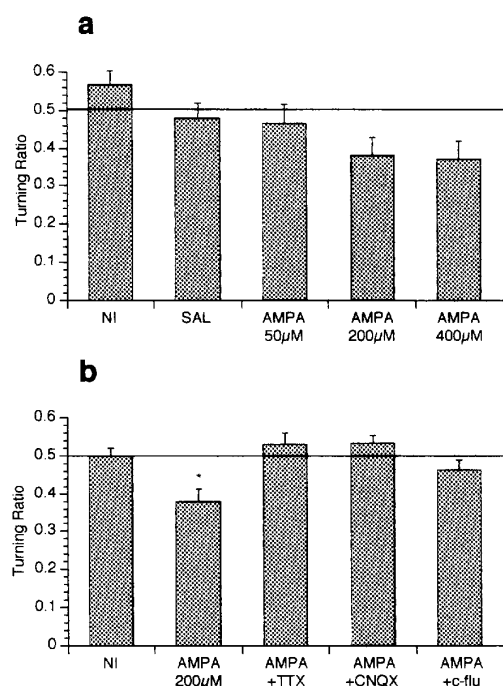 a
0.6
0.5
0.4
0.3
0.2
0.1
0
Turning Ratio
NI SAL AMPA AMPA AMPA
50µM 200µM 400µM
b
0.6
0.5
0.4
0.3
0.2
0.1
0
Turning Ratio
*
NI AMPA AMPA AMPA AMPA
200µM +TTX +CNQX +c-flu